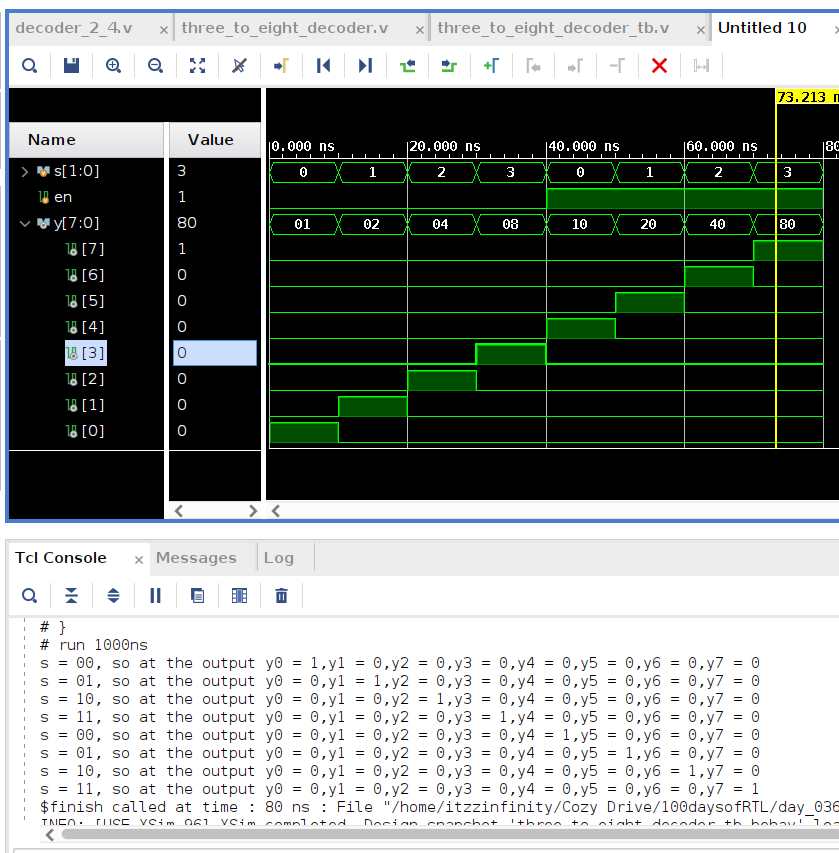 decoder_2_4.v × three_to_eight_decoder.v × three_to_eight_decoder_tb.v × Untitled 10 ×
73.213 n
Name Value
0.000 ns 20.000 ns 40.000 ns 60.000 ns 80
s[1:0] 3 0 1 2 3 0 1 2 3
en 1
y[7:0] 80 01 02 04 08 10 20 40 80
[7] 1
[6] 0
[5] 0
[4] 0
[3] 0
[2] 0
[1] 0
[0] 0
Tcl Console × Messages Log
# }
# run 1000ns
s = 00, so at the output y0 = 1,y1 = 0,y2 = 0,y3 = 0,y4 = 0,y5 = 0,y6 = 0,y7 = 0
s = 01, so at the output y0 = 0,y1 = 1,y2 = 0,y3 = 0,y4 = 0,y5 = 0,y6 = 0,y7 = 0
s = 10, so at the output y0 = 0,y1 = 0,y2 = 1,y3 = 0,y4 = 0,y5 = 0,y6 = 0,y7 = 0
s = 11, so at the output y0 = 0,y1 = 0,y2 = 0,y3 = 1,y4 = 0,y5 = 0,y6 = 0,y7 = 0
s = 00, so at the output y0 = 0,y1 = 0,y2 = 0,y3 = 0,y4 = 1,y5 = 0,y6 = 0,y7 = 0
s = 01, so at the output y0 = 0,y1 = 0,y2 = 0,y3 = 0,y4 = 0,y5 = 1,y6 = 0,y7 = 0
s = 10, so at the output y0 = 0,y1 = 0,y2 = 0,y3 = 0,y4 = 0,y5 = 0,y6 = 1,y7 = 0
s = 11, so at the output y0 = 0,y1 = 0,y2 = 0,y3 = 0,y4 = 0,y5 = 0,y6 = 0,y7 = 1
$finish called at time : 80 ns : File "/home/itzzinfinity/Cozy Drive/100daysofRTL/day_036
INFO: [USF-XSim-96] XSim completed. Design snapshot 'three_to_eight_decoder_tb_behav' loa